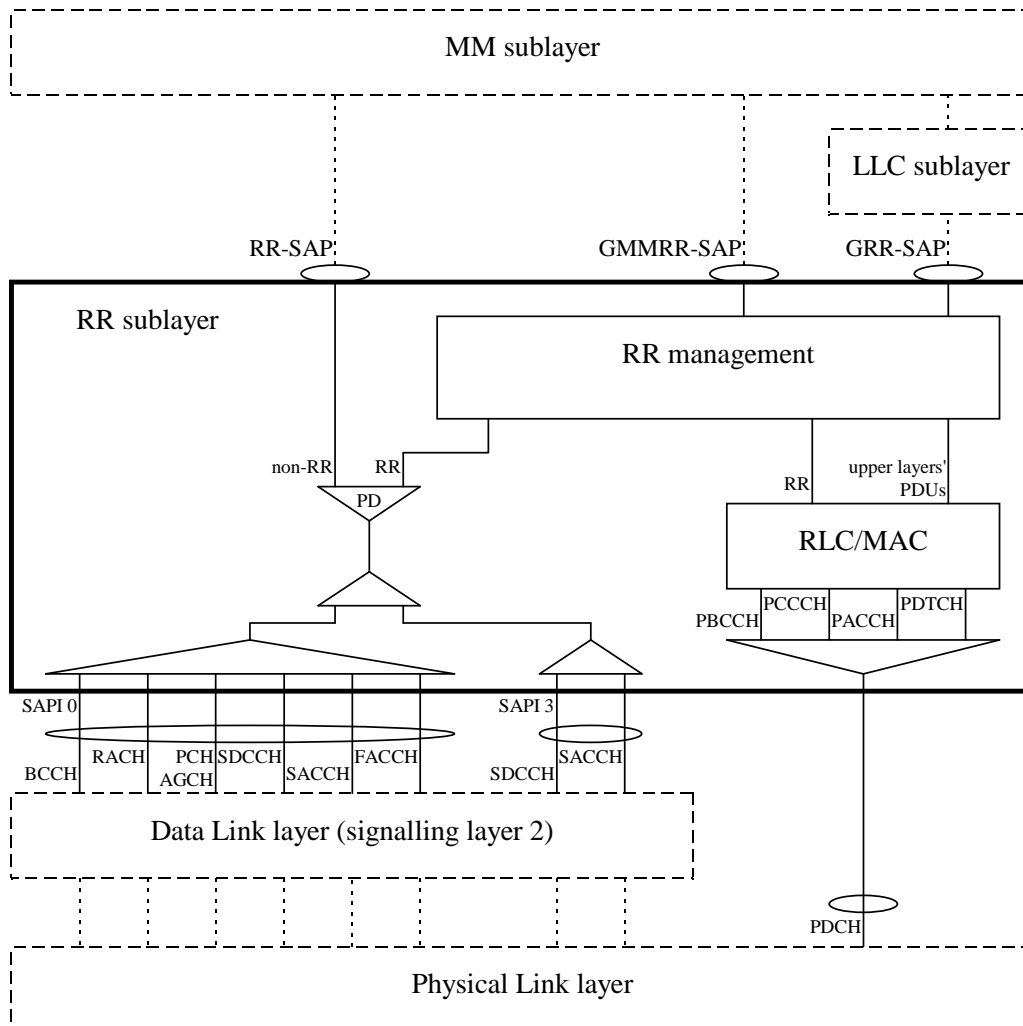 MM sublayer
LLC sublayer
RR-SAP
GMMRR-SAP
GRR-SAP
RR sublayer
RR management
non-RR
RR
PD
RR
upper layers'
PDUs
RLC/MAC
PBCCH
PCCCH
PACCH
PDTCH
SAPI 0
SAPI 3
BCCH
RACH
PCH
AGCH
SDCCH
SACCH
FACCH
SDCCH
SACCH
Data Link layer (signalling layer 2)
PDCH
Physical Link layer